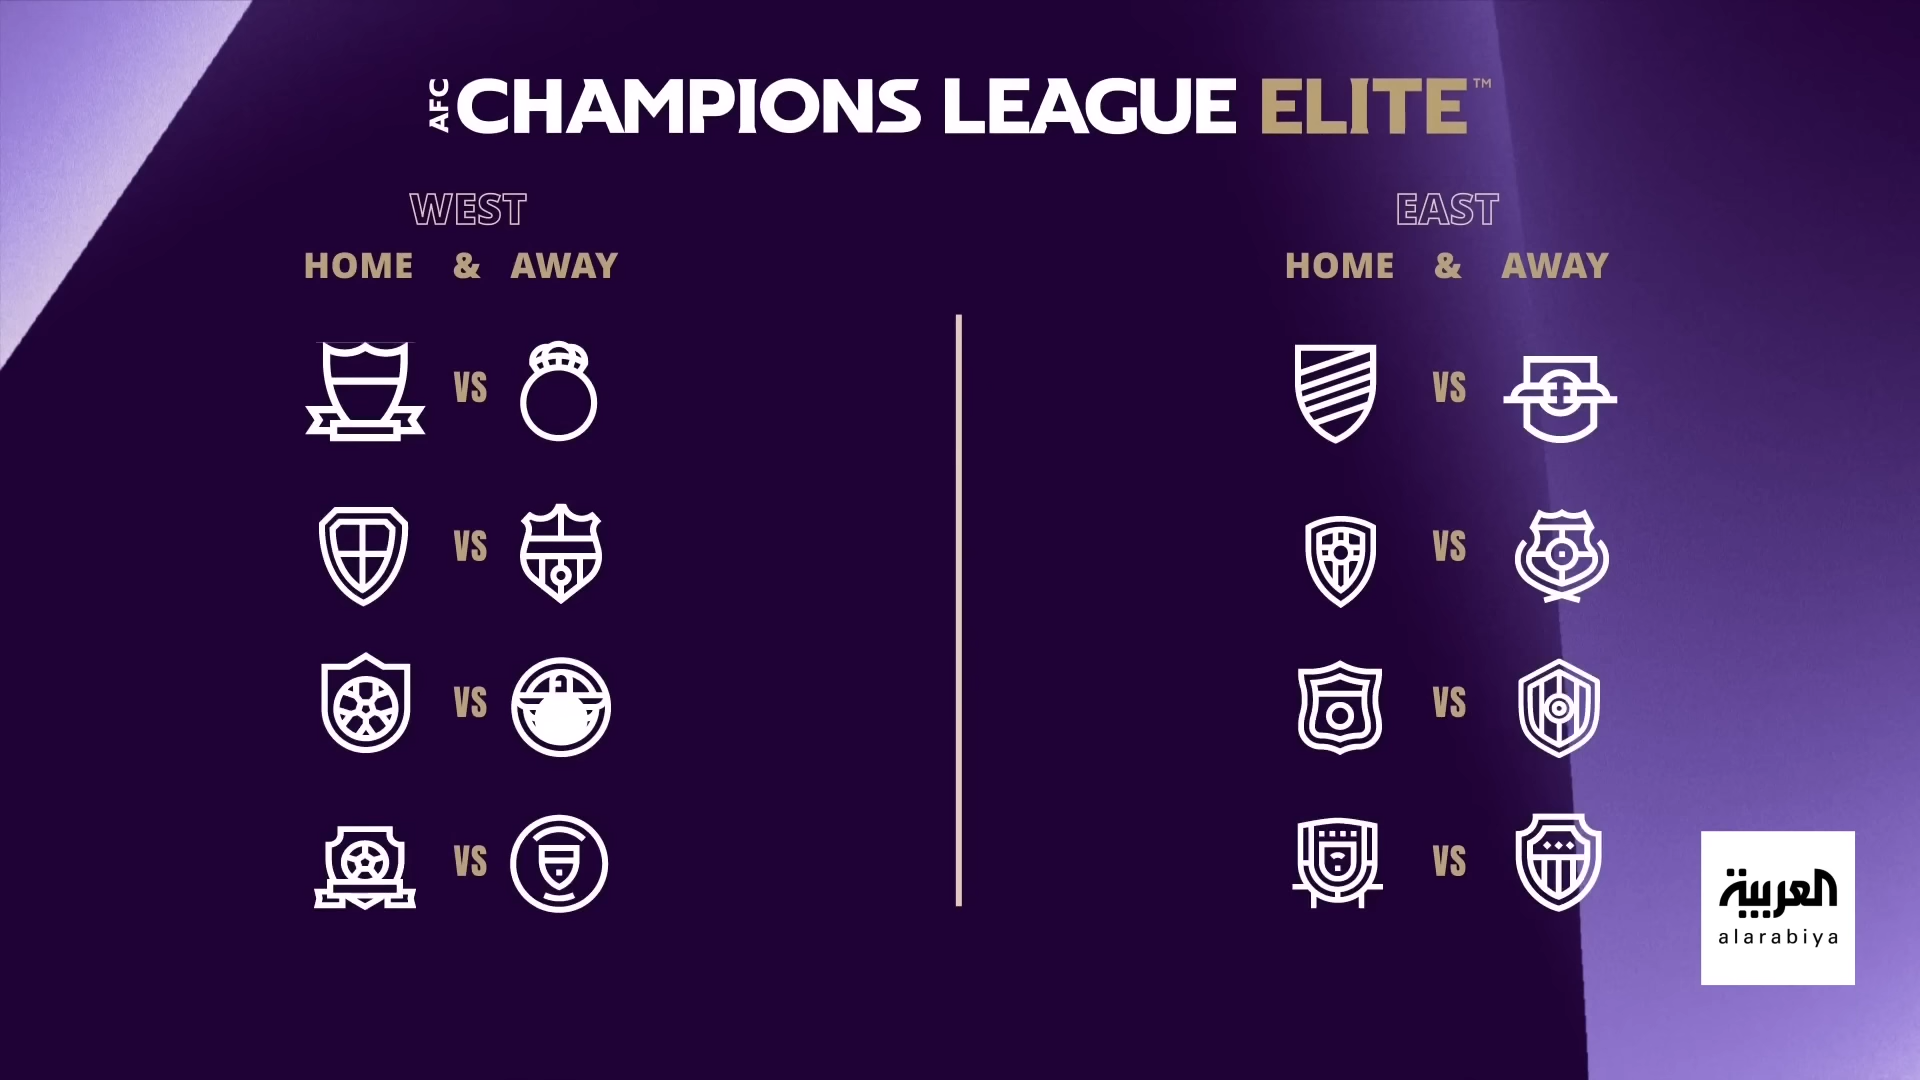 AFC CHAMPIONS LEAGUE ELITE™
WEST
HOME & AWAY
VS
VS
VS
VS
EAST
HOME & AWAY
VS
VS
VS
VS
العربية
alarabiya